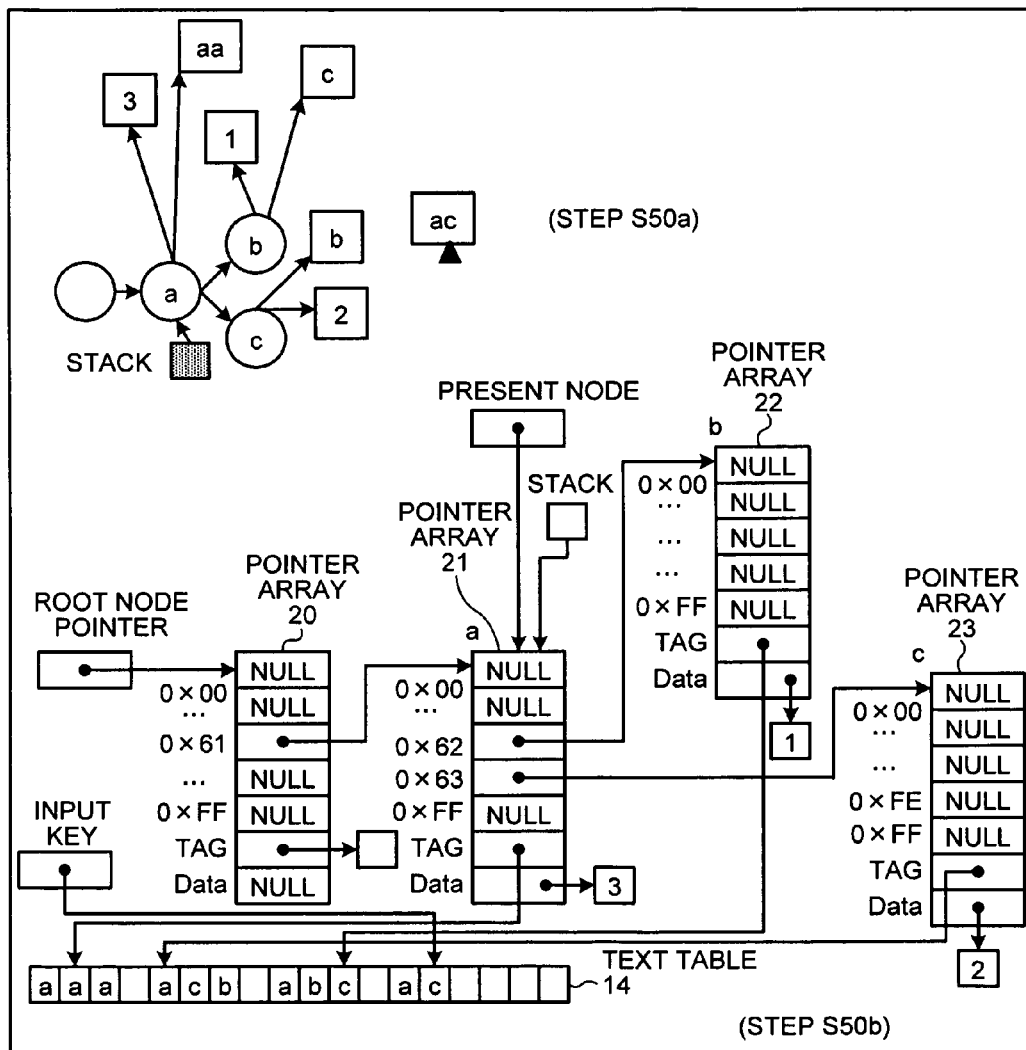 aa
3
c
1
ac
(STEP S50a)
b
b
a
2
c
STACK
POINTER
ARRAY
22
PRESENT NODE
b
NULL
0×00
STACK
...
NULL
POINTER
ARRAY
21
...
NULL
...
NULL
POINTER
ARRAY
20
0×FF
NULL
POINTER
ARRAY
23
ROOT NODE
POINTER
TAG
a
c
NULL
NULL
Data
NULL
0×00
0×00
0×00
...
NULL
...
NULL
...
NULL
1
0×61
0×62
...
NULL
...
NULL
0×63
0×FE
NULL
INPUT
KEY
0×FF
NULL
0×FF
NULL
0×FF
NULL
TAG
TAG
TAG
Data
NULL
Data
3
Data
TEXT TABLE
2
a a a a c b a b c a c
14
(STEP S50b)